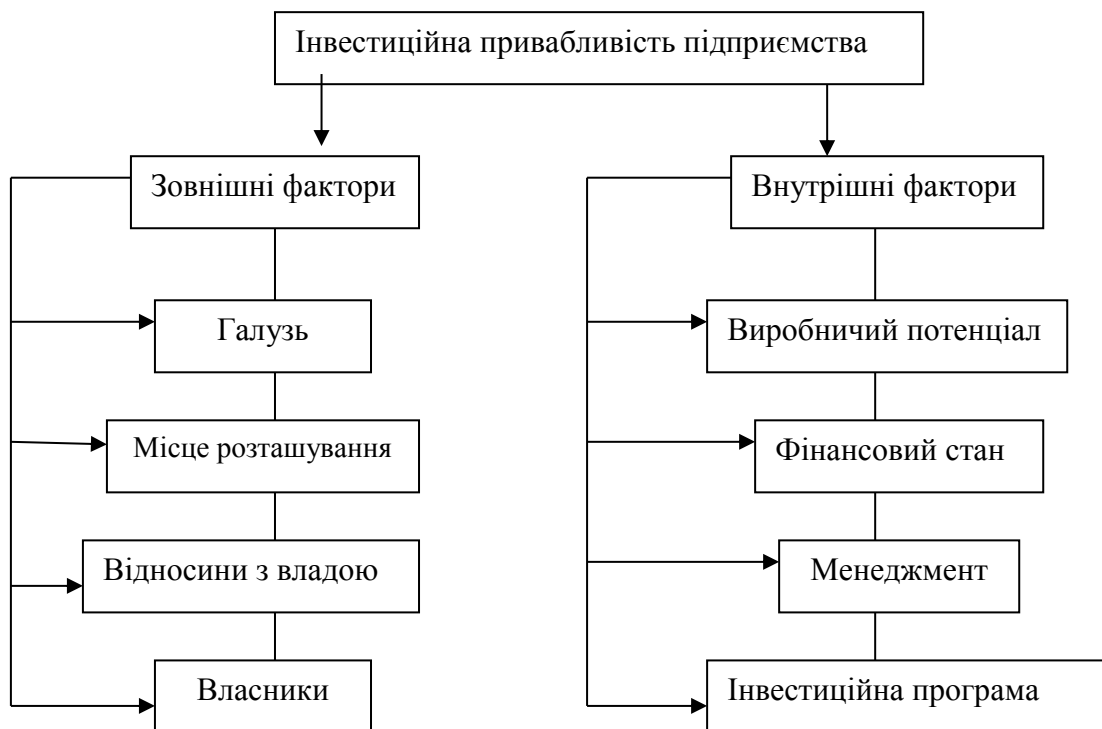 Інвестиційна привабливість підприємства
Зовнішні фактори
Внутрішні фактори
Галузь
Виробничий потенціал
Місце розташування
Фінансовий стан
Відносини з владою
Менеджмент
Власники
Інвестиційна програма